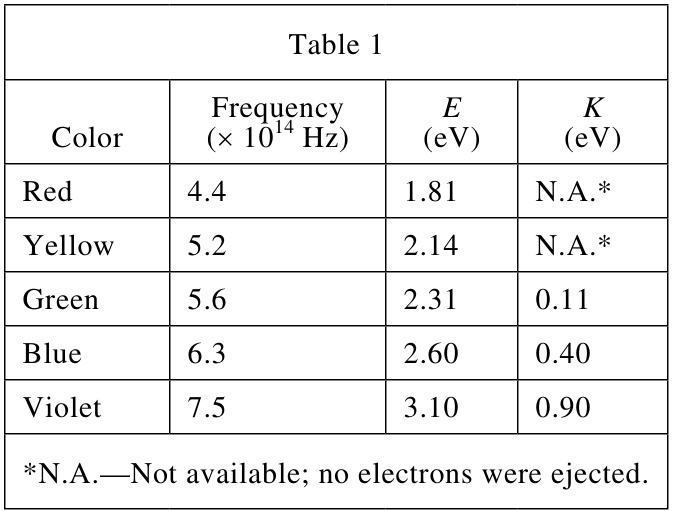 Table 1
Color Frequency (× 10¹⁴ Hz) E (eV) K (eV)
Red 4.4 1.81 N.A.*
Yellow 5.2 2.14 N.A.*
Green 5.6 2.31 0.11
Blue 6.3 2.60 0.40
Violet 7.5 3.10 0.90
*N.A.—Not available; no electrons were ejected.